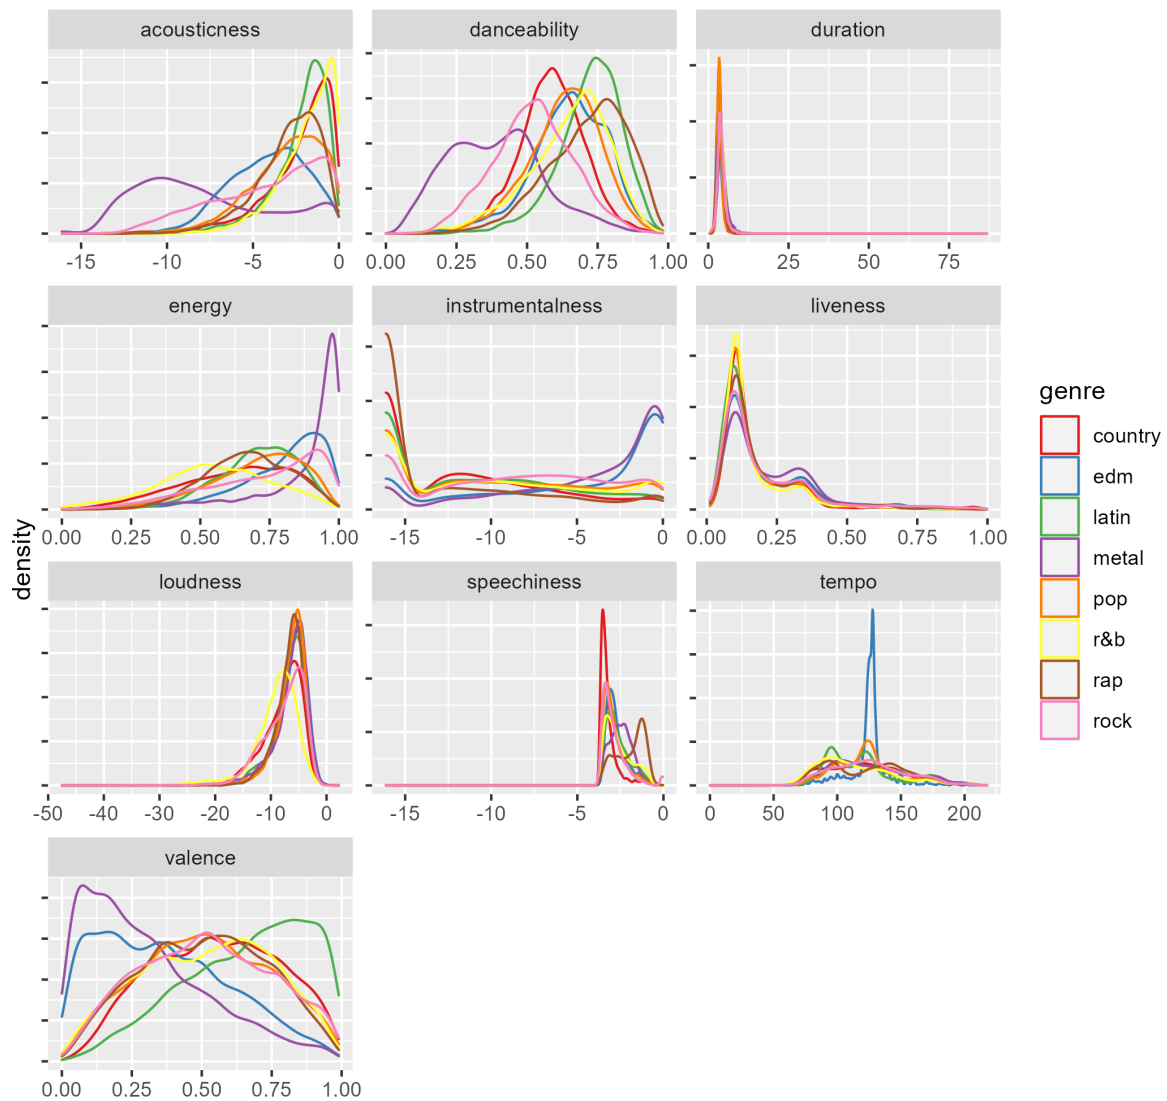 acousticness danceability duration
-15 -10 -5 0 0.00 0.25 0.50 0.75 1.00 0 25 50 75
energy instrumentalness liveness
0.00 0.25 0.50 0.75 1.00 -15 -10 -5 0 0.00 0.25 0.50 0.75 1.00
loudness speechiness tempo
-50 -40 -30 -20 -10 0 -15 -10 -5 0 0 50 100 150 200
valence
0.00 0.25 0.50 0.75 1.00
density
genre
country
edm
latin
metal
pop
r&b
rap
rock